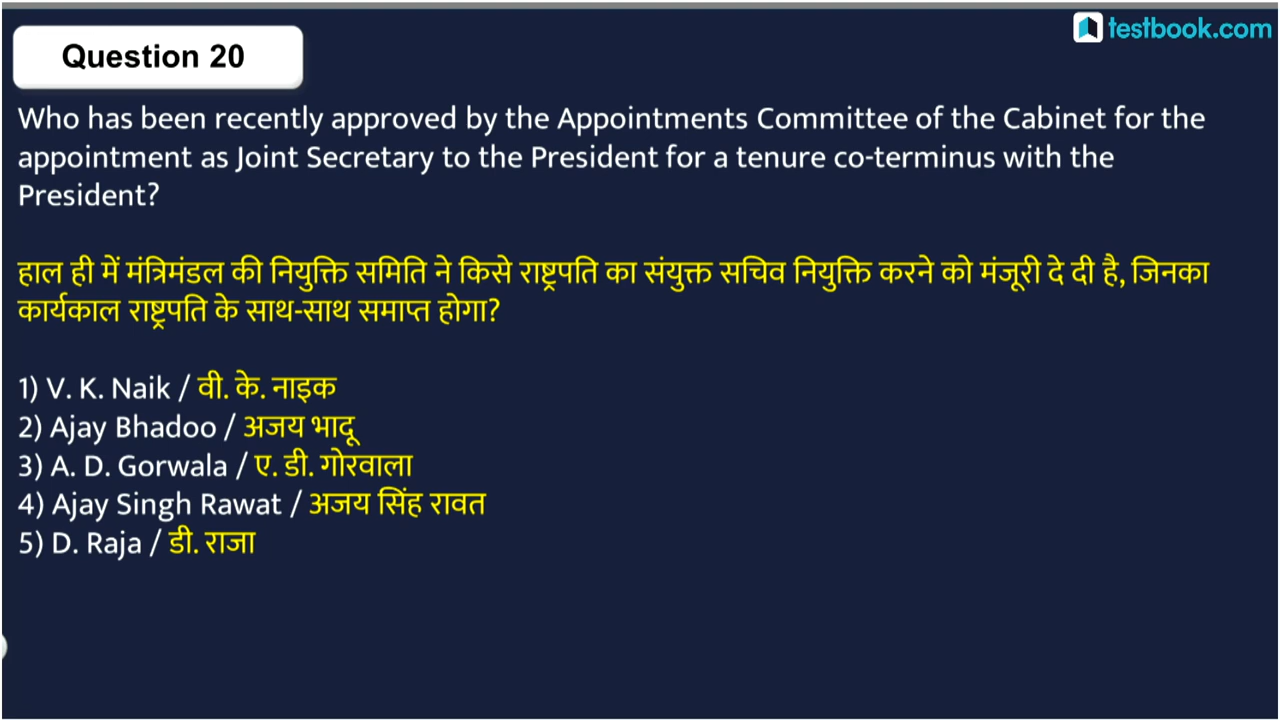 testbook.com
Question 20
Who has been recently approved by the Appointments Committee of the Cabinet for the
appointment as Joint Secretary to the President for a tenure co-terminus with the
President?
हाल ही में मंत्रिमंडल की नियुक्ति समिति ने किसे राष्ट्रपति का संयुक्त सचिव नियुक्ति करने को मंजूरी दे दी है, जिनका
कार्यकाल राष्ट्रपति के साथ-साथ समाप्त होगा?
1) V. K. Naik / वी. के. नाइक
2) Ajay Bhadoo / अजय भादू
3) A. D. Gorwala / ए. डी. गोरवाला
4) Ajay Singh Rawat / अजय सिंह रावत
5) D. Raja / डी. राजा